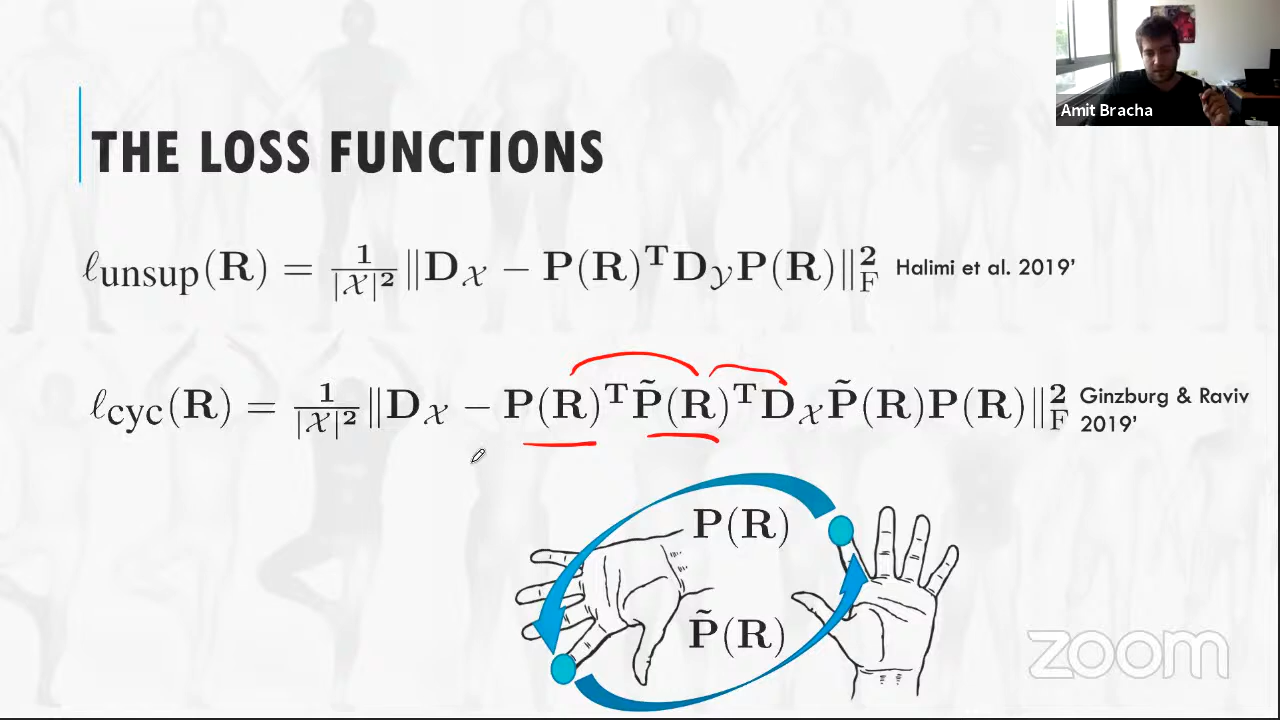 Amit Bracha
THE LOSS FUNCTIONS
ℓunsup(R) = 1/|𝒳|² ‖D𝒳 − P(R)ᵀD𝒴P(R)‖²F Halimi et al. 2019’
ℓcyc(R) = 1/|𝒳|² ‖D𝒳 − P(R)ᵀP̃(R)ᵀD𝒳P̃(R)P(R)‖²F Ginzburg & Raviv
2019’
P(R)
P̃(R)
zoom